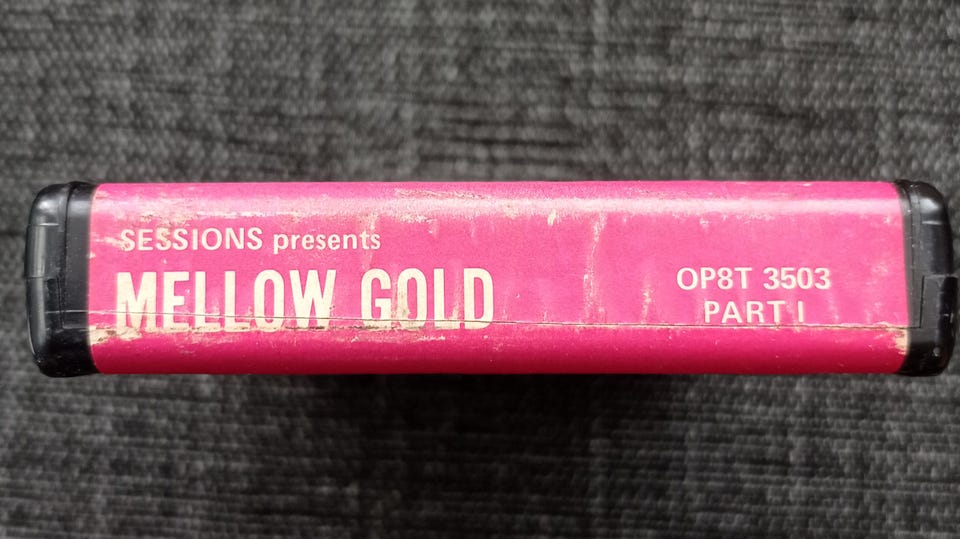 SESSIONS presents
MELLOW GOLD
OP8T 3503
PART I